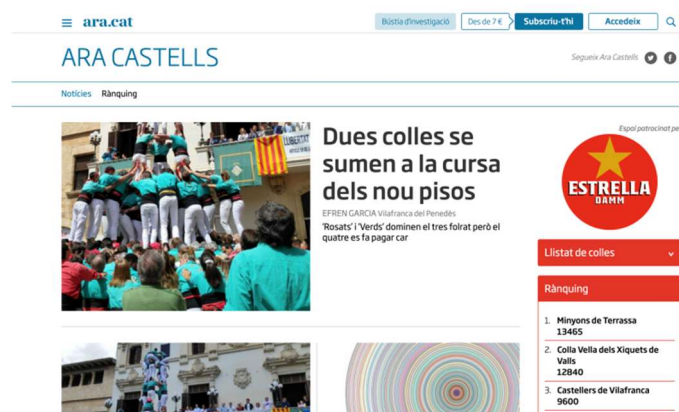 ara.cat
Bústia d'investigació
Des de 7 €
Subscriu-t'hi
Accedeix
ARA CASTELLS
Segueix Ara Castells
Notícies Rànquing
LLIBERTAT
Dues colles se
sumen a la cursa
dels nou pisos
EFREN GARCIA Vilafranca del Penedès
'Rosats' i 'Verds' dominen el tres folrat però el
quatre es fa pagar car
Espai patrocinat pe
ESTRELLA
DAMM
Llistat de colles
Rànquing
1. Minyons de Terrassa
13465
2. Colla Vella dels Xiquets de
Valls
12840
3. Castellers de Vilafranca
9600